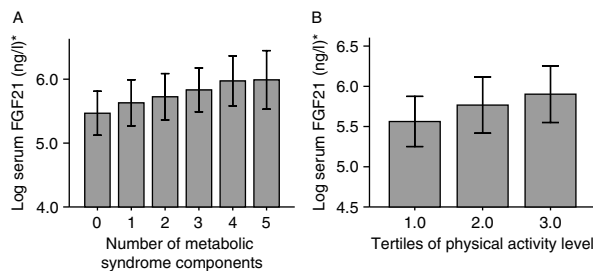 A
Log serum FGF21 (ng/l)*
6.0
5.0
4.0
0 1 2 3 4 5
Number of metabolic
syndrome components
B
Log serum FGF21 (ng/l)*
6.5
6.0
5.5
5.0
4.5
1.0 2.0 3.0
Tertiles of physical activity level